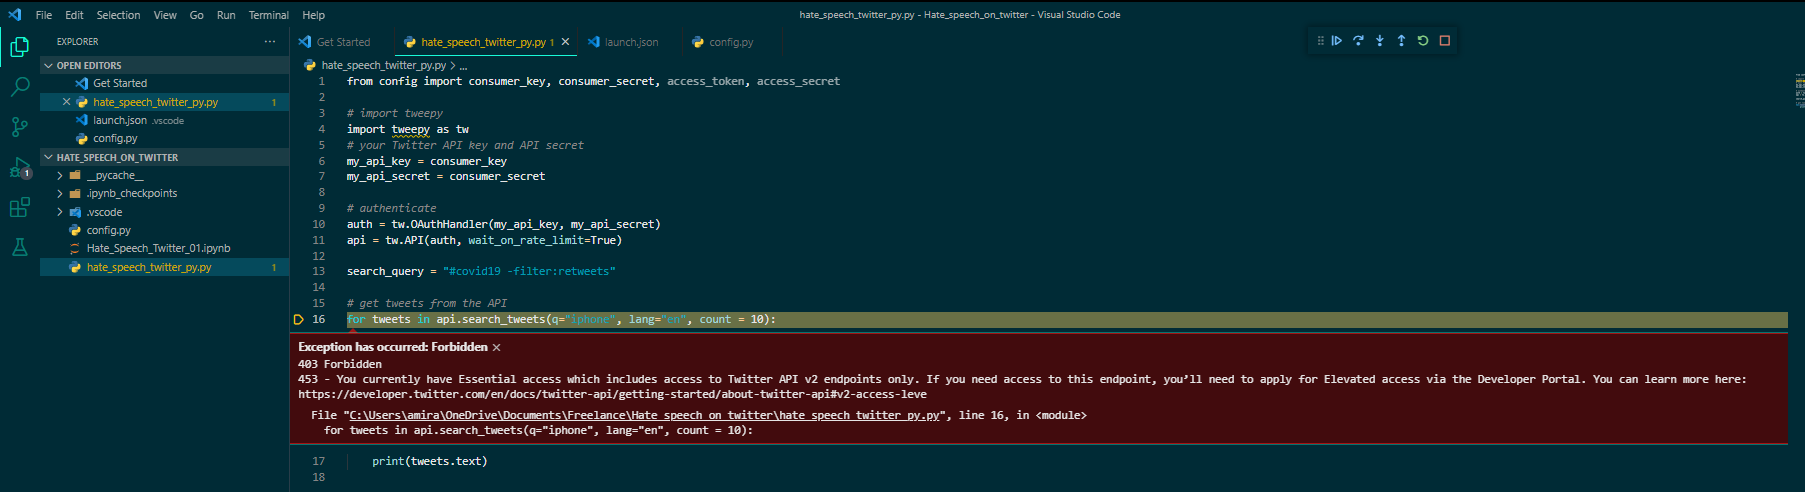 File Edit Selection View Go Run Terminal Help hate_speech_twitter_py.py - Hate_speech_on_twitter - Visual Studio Code
EXPLORER ...
OPEN EDITORS
Get Started
hate_speech_twitter_py.py 1
launch.json .vscode
config.py
HATE_SPEECH_ON_TWITTER
__pycache__
.ipynb_checkpoints
.vscode
config.py
Hate_Speech_Twitter_01.ipynb
hate_speech_twitter_py.py 1
1
Get Started hate_speech_twitter_py.py 1 launch.json config.py
hate_speech_twitter_py.py > ...
1 from config import consumer_key, consumer_secret, access_token, access_secret
2
3 # import tweepy
4 import tweepy as tw
5 # your Twitter API key and API secret
6 my_api_key = consumer_key
7 my_api_secret = consumer_secret
8
9 # authenticate
10 auth = tw.OAuthHandler(my_api_key, my_api_secret)
11 api = tw.API(auth, wait_on_rate_limit=True)
12
13 search_query = "#covid19 -filter:retweets"
14
15 # get tweets from the API
16 for tweets in api.search_tweets(q="iphone", lang="en", count = 10):
Exception has occurred: Forbidden
403 Forbidden
453 - You currently have Essential access which includes access to Twitter API v2 endpoints only. If you need access to this endpoint, you’ll need to apply for Elevated access via the Developer Portal. You can learn more here:
https://developer.twitter.com/en/docs/twitter-api/getting-started/about-twitter-api#v2-access-leve
File "C:\Users\amira\OneDrive\Documents\Freelance\Hate_speech_on_twitter\hate_speech_twitter_py.py", line 16, in <module>
for tweets in api.search_tweets(q="iphone", lang="en", count = 10):
17 print(tweets.text)
18